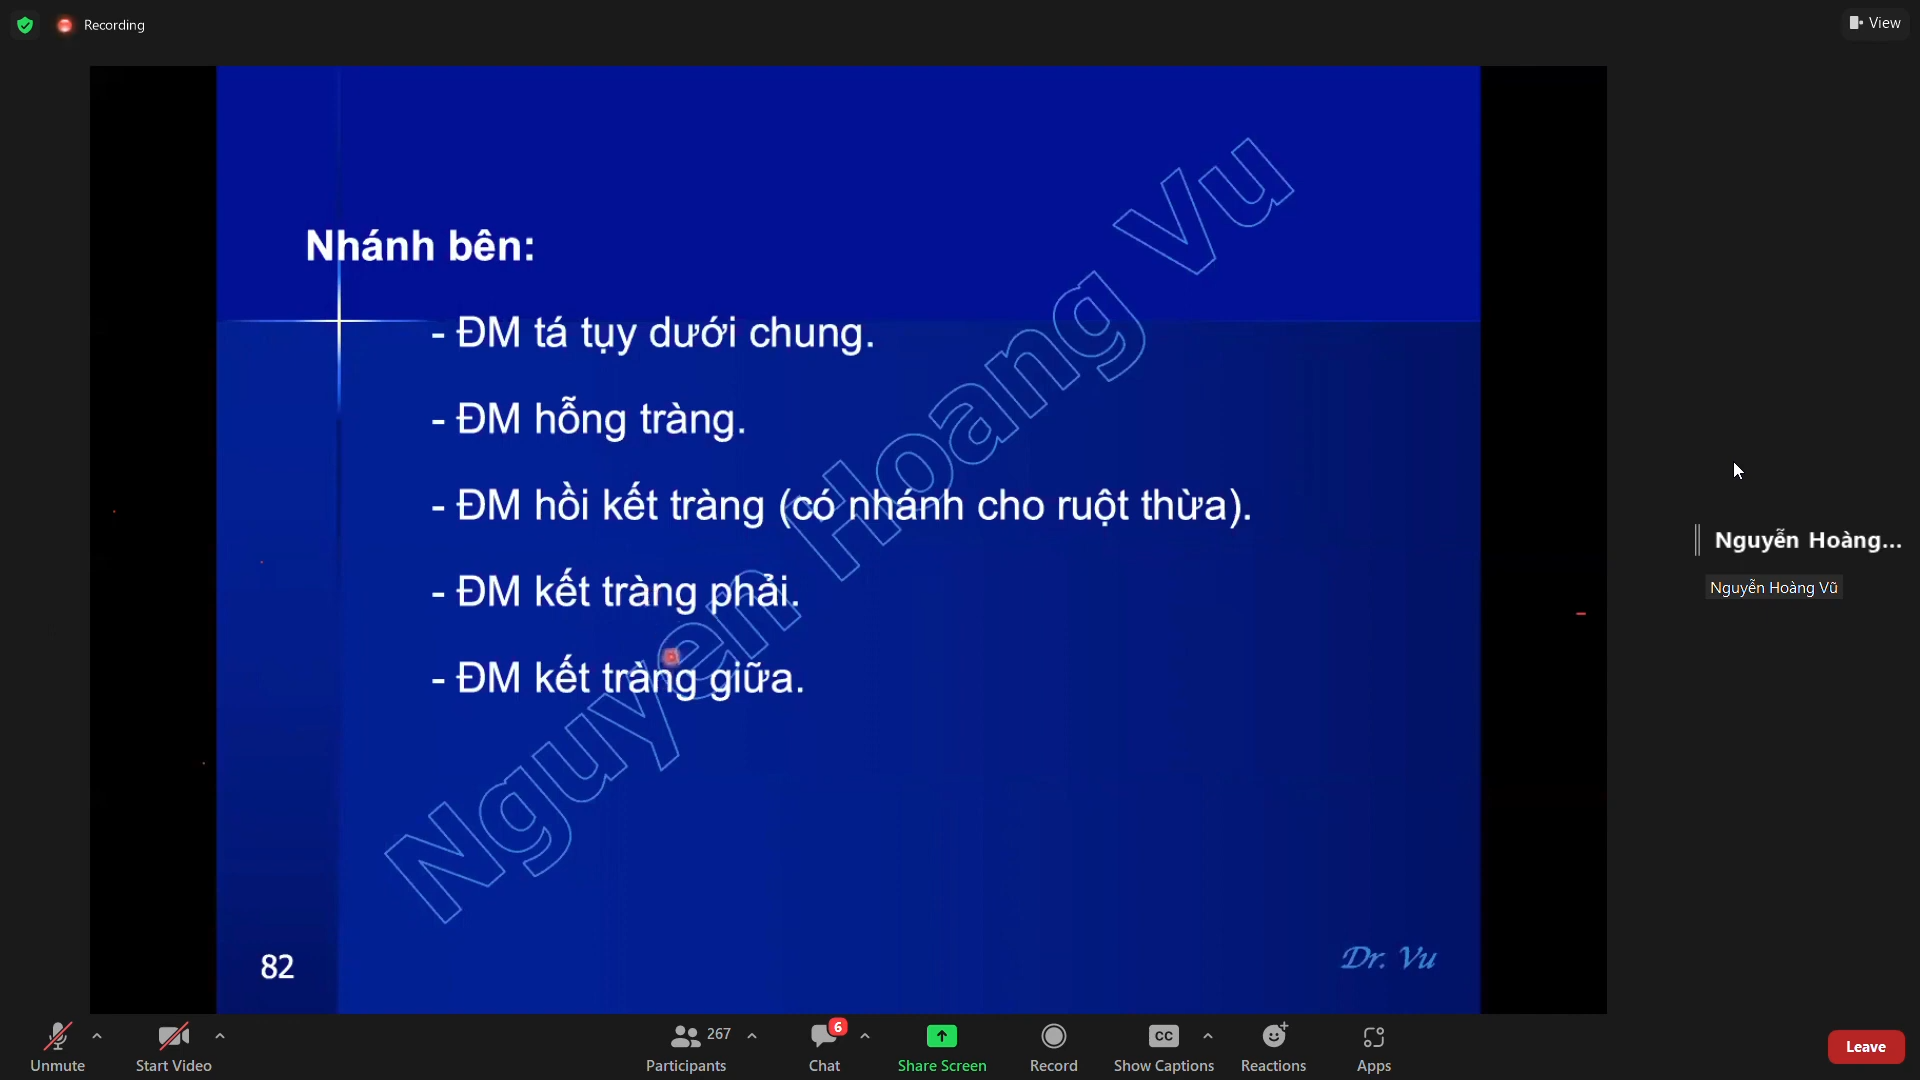 Recording
View
Nhánh bên:
- ĐM tá tụy dưới chung.
- ĐM hỗng tràng.
- ĐM hồi kết tràng (có nhánh cho ruột thừa).
- ĐM kết tràng phải.
- ĐM kết tràng giữa.
Nguyen Hoang Vu
82
Dr. Vu
Nguyễn Hoàng...
Nguyễn Hoàng Vũ
Unmute
Start Video
267
Participants
6
Chat
Share Screen
Record
CC
Show Captions
Reactions
Apps
Leave